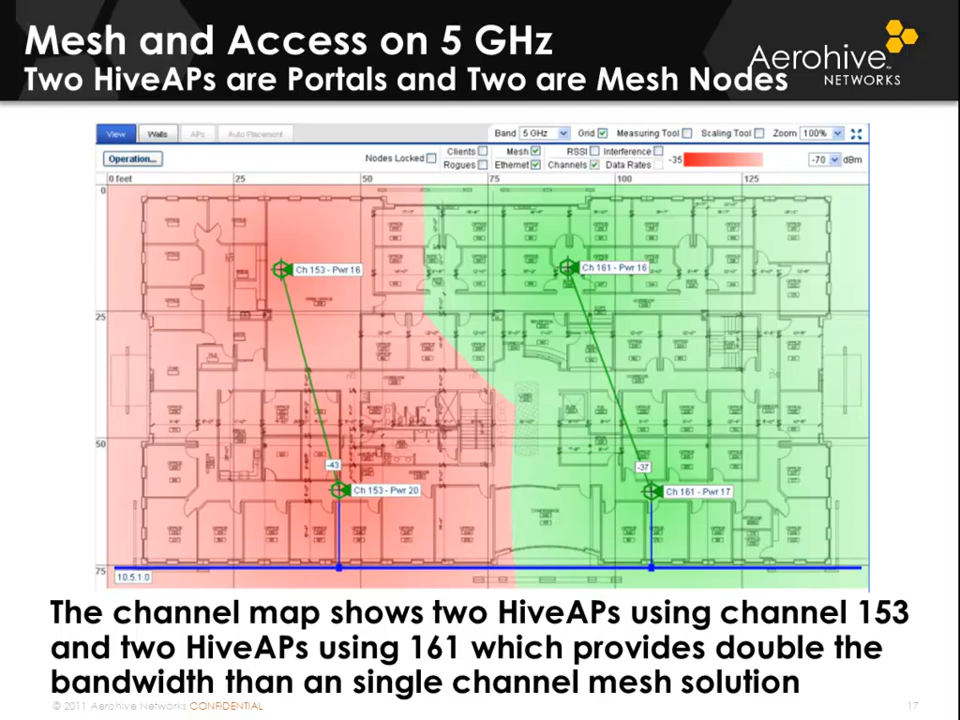 Mesh and Access on 5 GHz
Two HiveAPs are Portals and Two are Mesh Nodes
Aerohive
NETWORKS
View Walls APs Auto Placement
Band 5 GHz Grid Measuring Tool Scaling Tool Zoom 100%
Operation...
Nodes Locked
Clients Mesh RSSI Interference
Rogues Ethernet Channels Data Rates
-35 -70 dBm
0 feet 25 50 75 100 125
0
Ch 153 - Pwr 16
Ch 161 - Pwr 16
25
50
-43
-37
Ch 153 - Pwr 20
Ch 161 - Pwr 17
75
10.5.1.0
The channel map shows two HiveAPs using channel 153
and two HiveAPs using 161 which provides double the
bandwidth than an single channel mesh solution
© 2011 Aerohive Networks CONFIDENTIAL
17